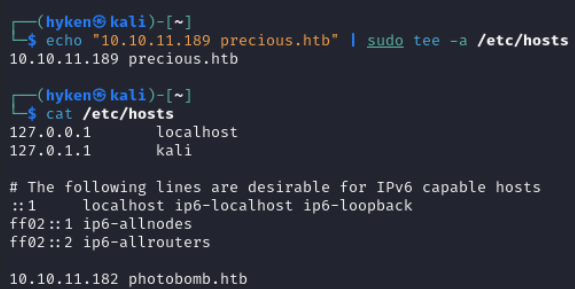 ┌──(hyken㉿kali)-[~]
└─$ echo "10.10.11.189 precious.htb" | sudo tee -a /etc/hosts
10.10.11.189 precious.htb
┌──(hyken㉿kali)-[~]
└─$ cat /etc/hosts
127.0.0.1       localhost
127.0.1.1       kali
# The following lines are desirable for IPv6 capable hosts
::1     localhost ip6-localhost ip6-loopback
ff02::1 ip6-allnodes
ff02::2 ip6-allrouters
10.10.11.182 photobomb.htb